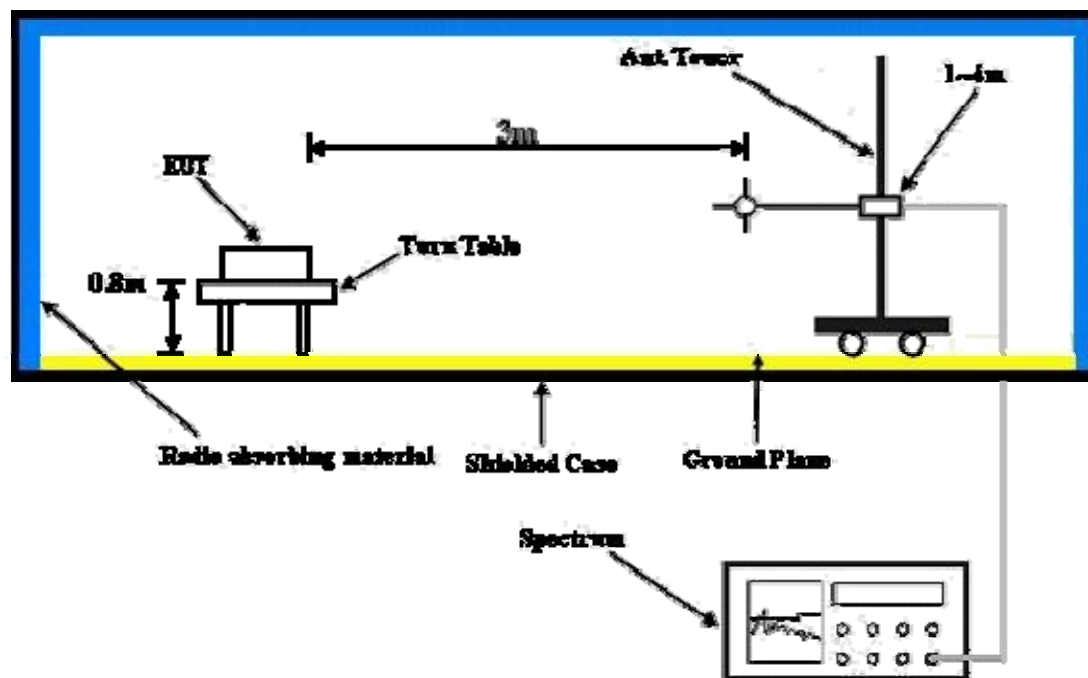 Ant Tower
1-4m
3m
EUT
Turn Table
0.8m
Radio absorbing material
Shielded Case
Ground Plane
Spectrum